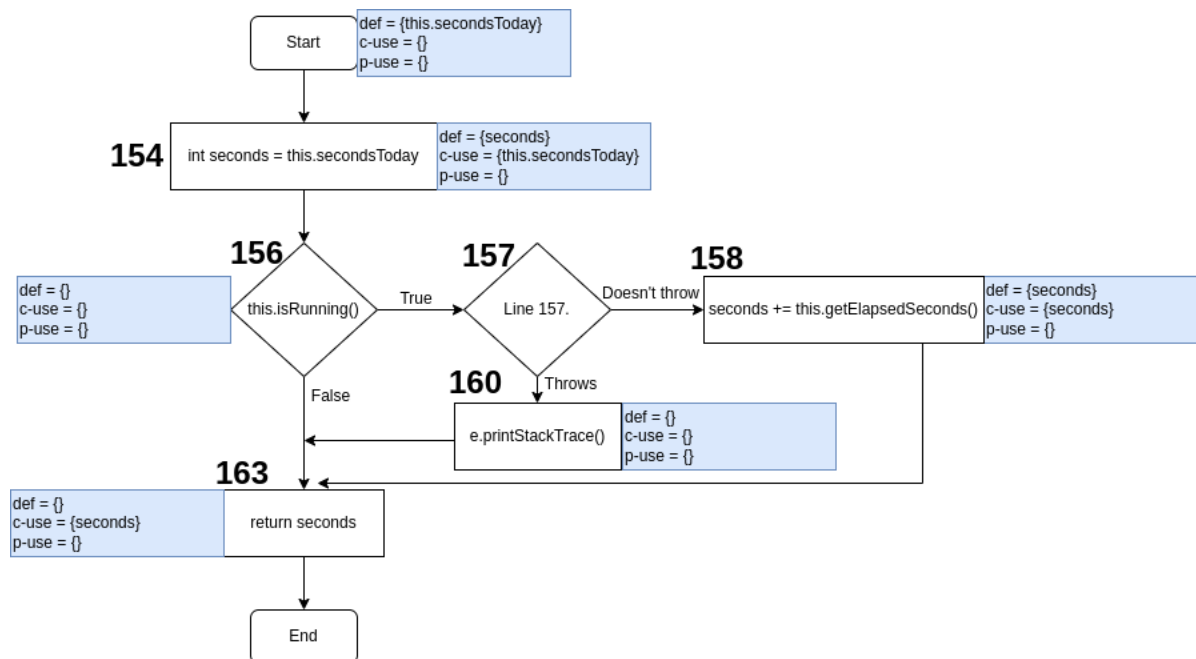 Start
def = {this.secondsToday}
c-use = {}
p-use = {}
154
int seconds = this.secondsToday
def = {seconds}
c-use = {this.secondsToday}
p-use = {}
156
this.isRunning()
def = {}
c-use = {}
p-use = {}
True
False
157
Line 157.
Doesn't throw
Throws
158
seconds += this.getElapsedSeconds()
def = {seconds}
c-use = {seconds}
p-use = {}
160
e.printStackTrace()
def = {}
c-use = {}
p-use = {}
163
return seconds
def = {}
c-use = {seconds}
p-use = {}
End